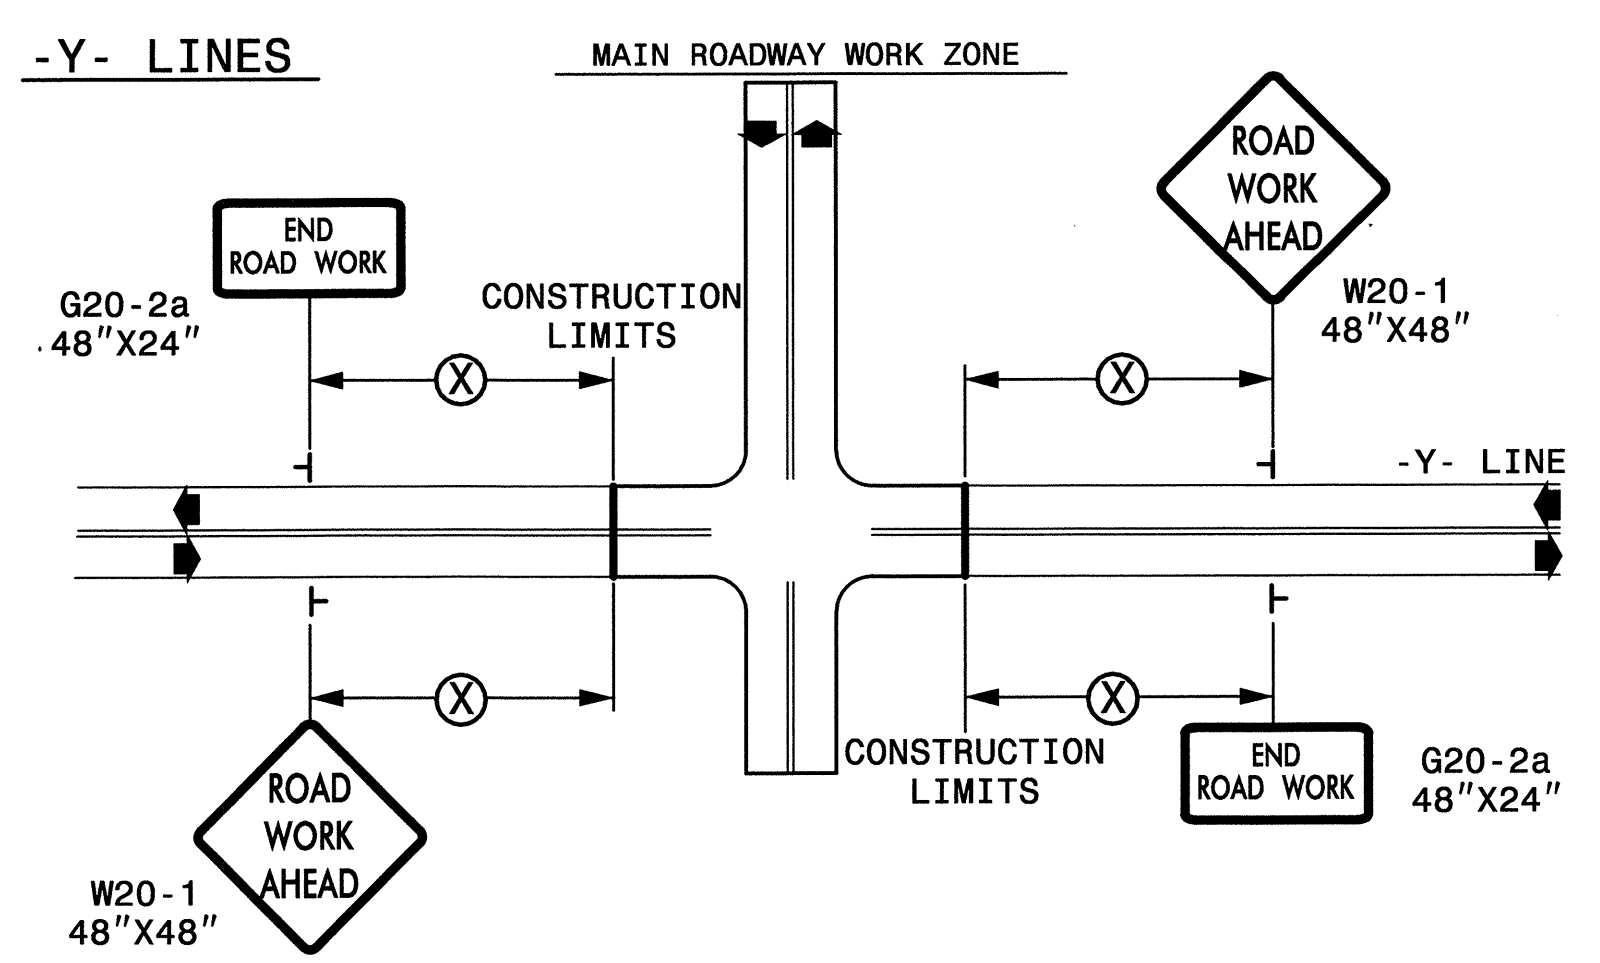 -Y- LINES
MAIN ROADWAY WORK ZONE
ROAD
WORK
AHEAD
END
ROAD WORK
G20-2a
48"X24"
CONSTRUCTION
LIMITS
W20-1
48"X48"
X
X
-Y- LINE
X
X
CONSTRUCTION
LIMITS
END
ROAD WORK
G20-2a
48"X24"
ROAD
WORK
AHEAD
W20-1
48"X48"